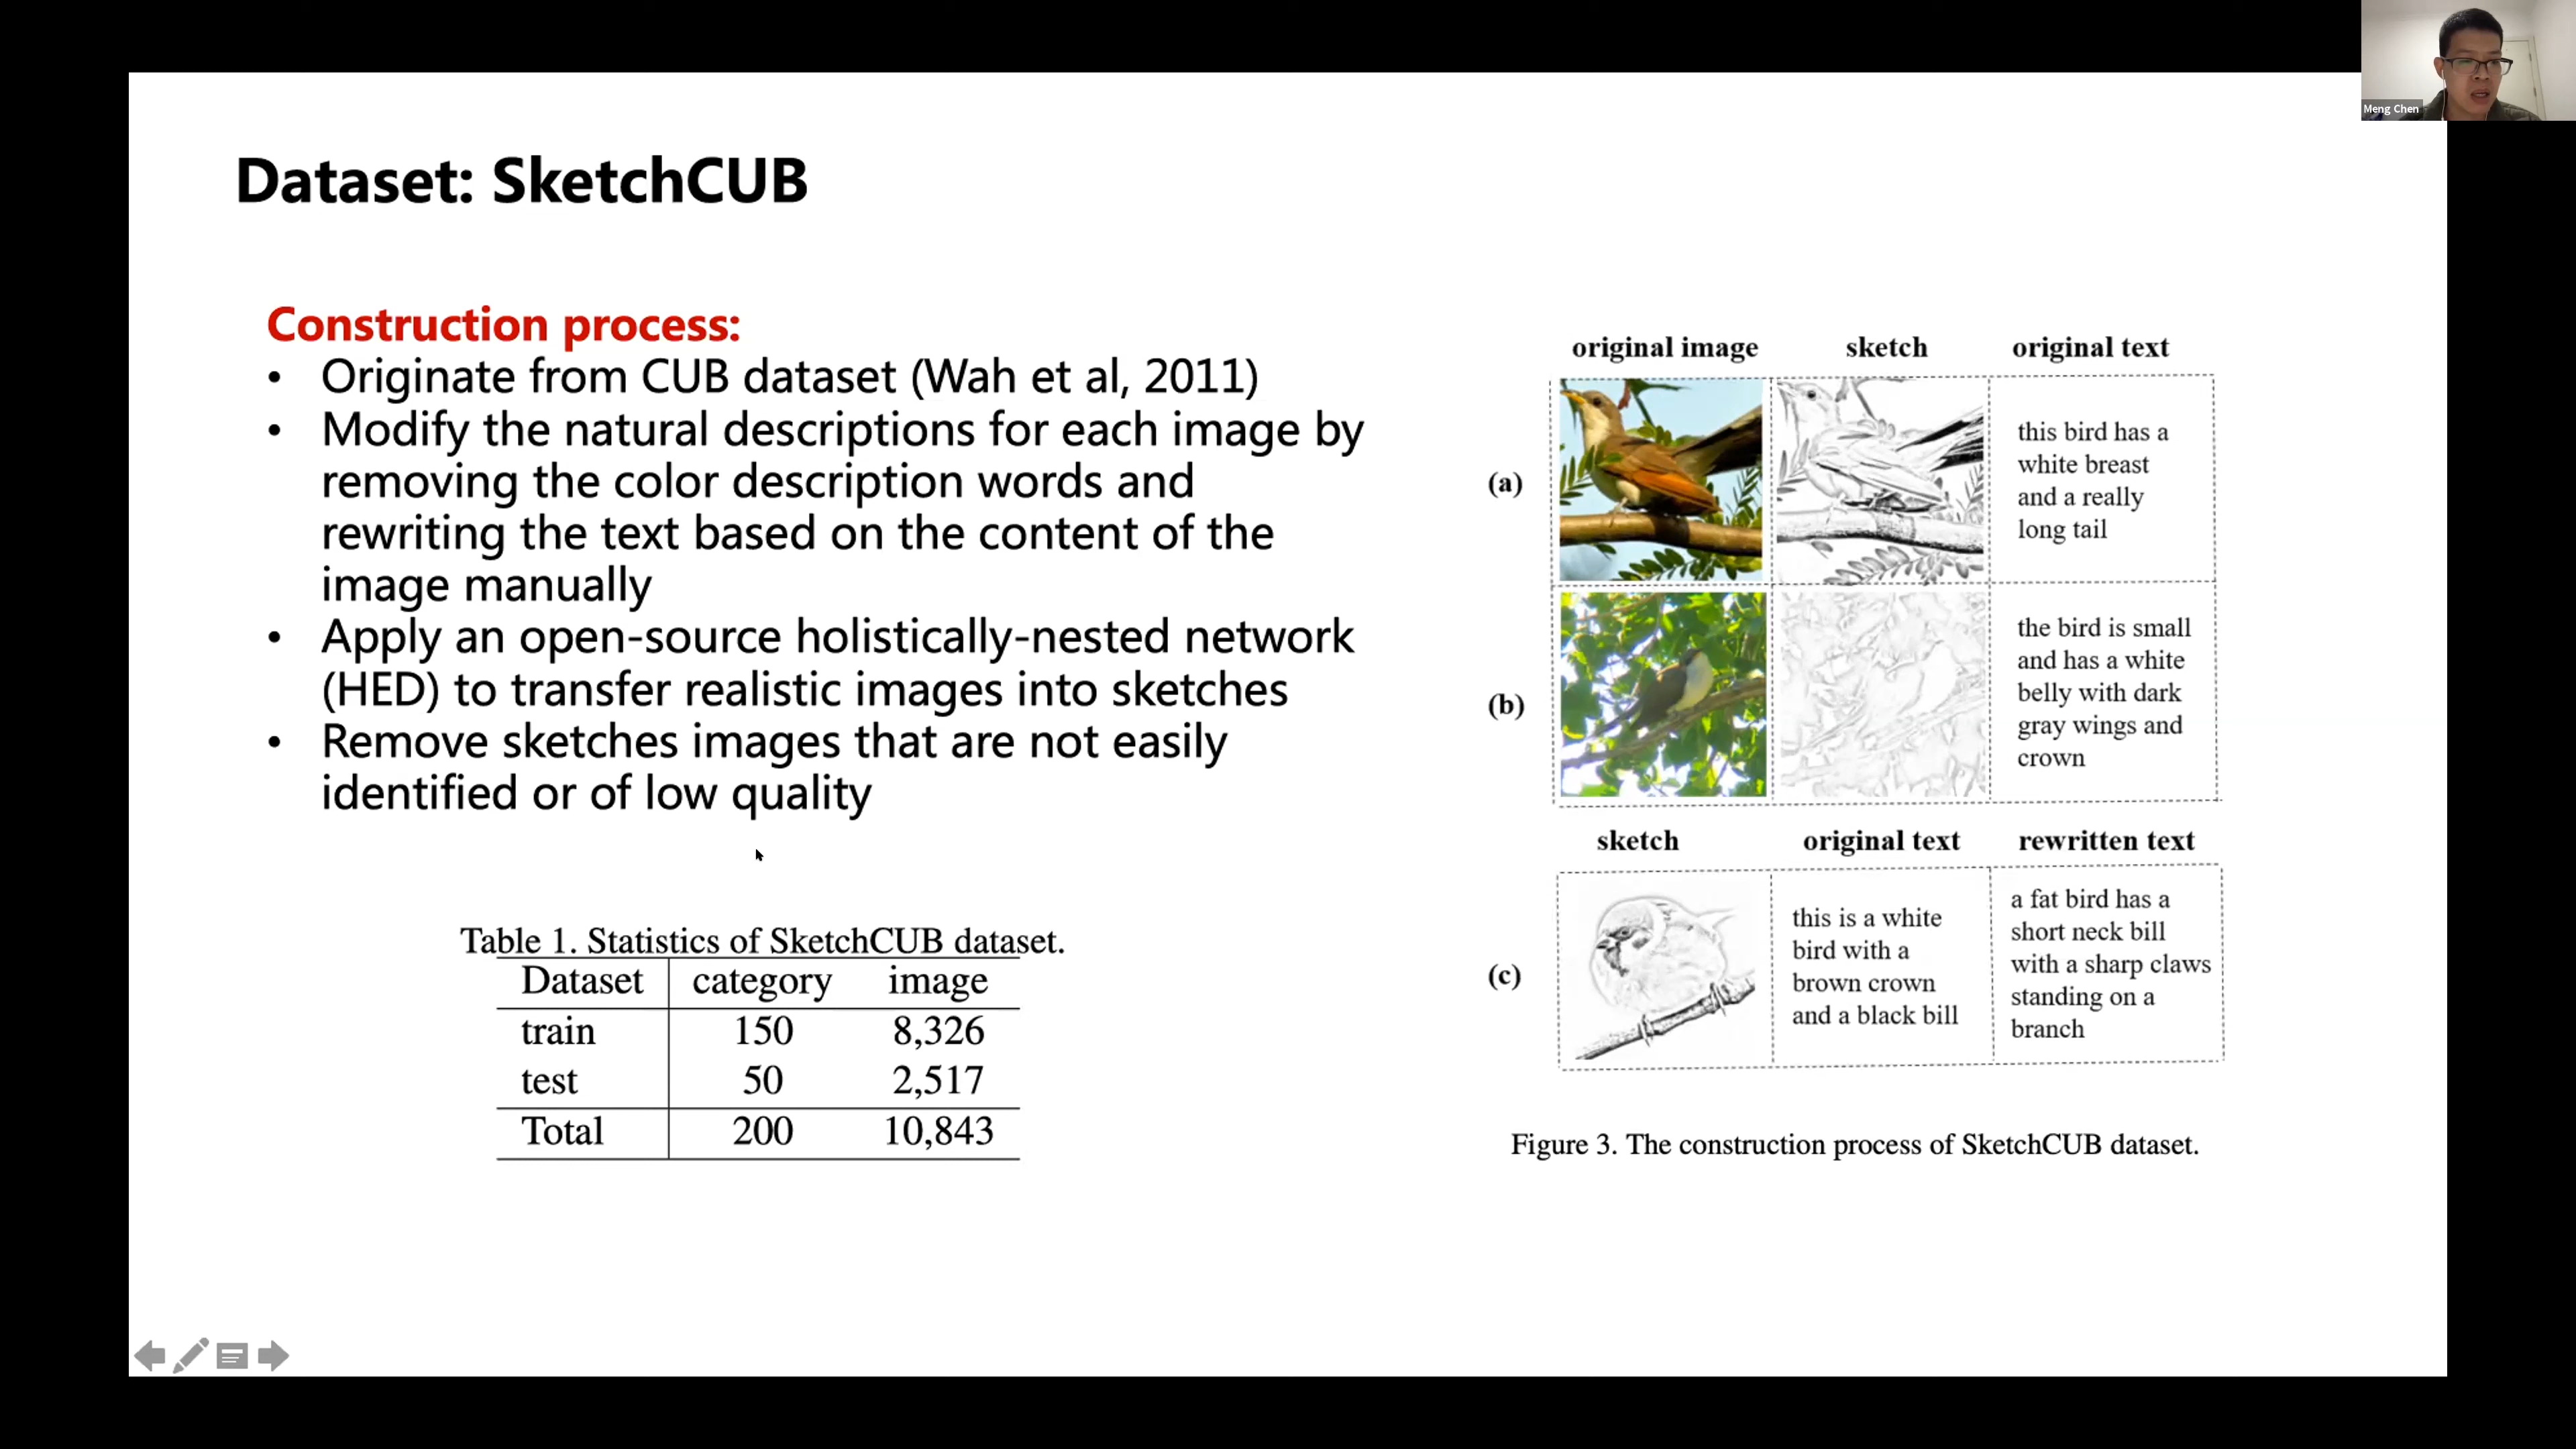 Meng Chen
Dataset: SketchCUB
Construction process:
• Originate from CUB dataset (Wah et al, 2011)
• Modify the natural descriptions for each image by
removing the color description words and
rewriting the text based on the content of the
image manually
• Apply an open-source holistically-nested network
(HED) to transfer realistic images into sketches
• Remove sketches images that are not easily
identified or of low quality
Table 1. Statistics of SketchCUB dataset.
Dataset category image
train 150 8,326
test 50 2,517
Total 200 10,843
original image sketch original text
(a)
this bird has a
white breast
and a really
long tail
(b)
the bird is small
and has a white
belly with dark
gray wings and
crown
sketch original text rewritten text
(c)
this is a white
bird with a
brown crown
and a black bill
a fat bird has a
short neck bill
with a sharp claws
standing on a
branch
Figure 3. The construction process of SketchCUB dataset.